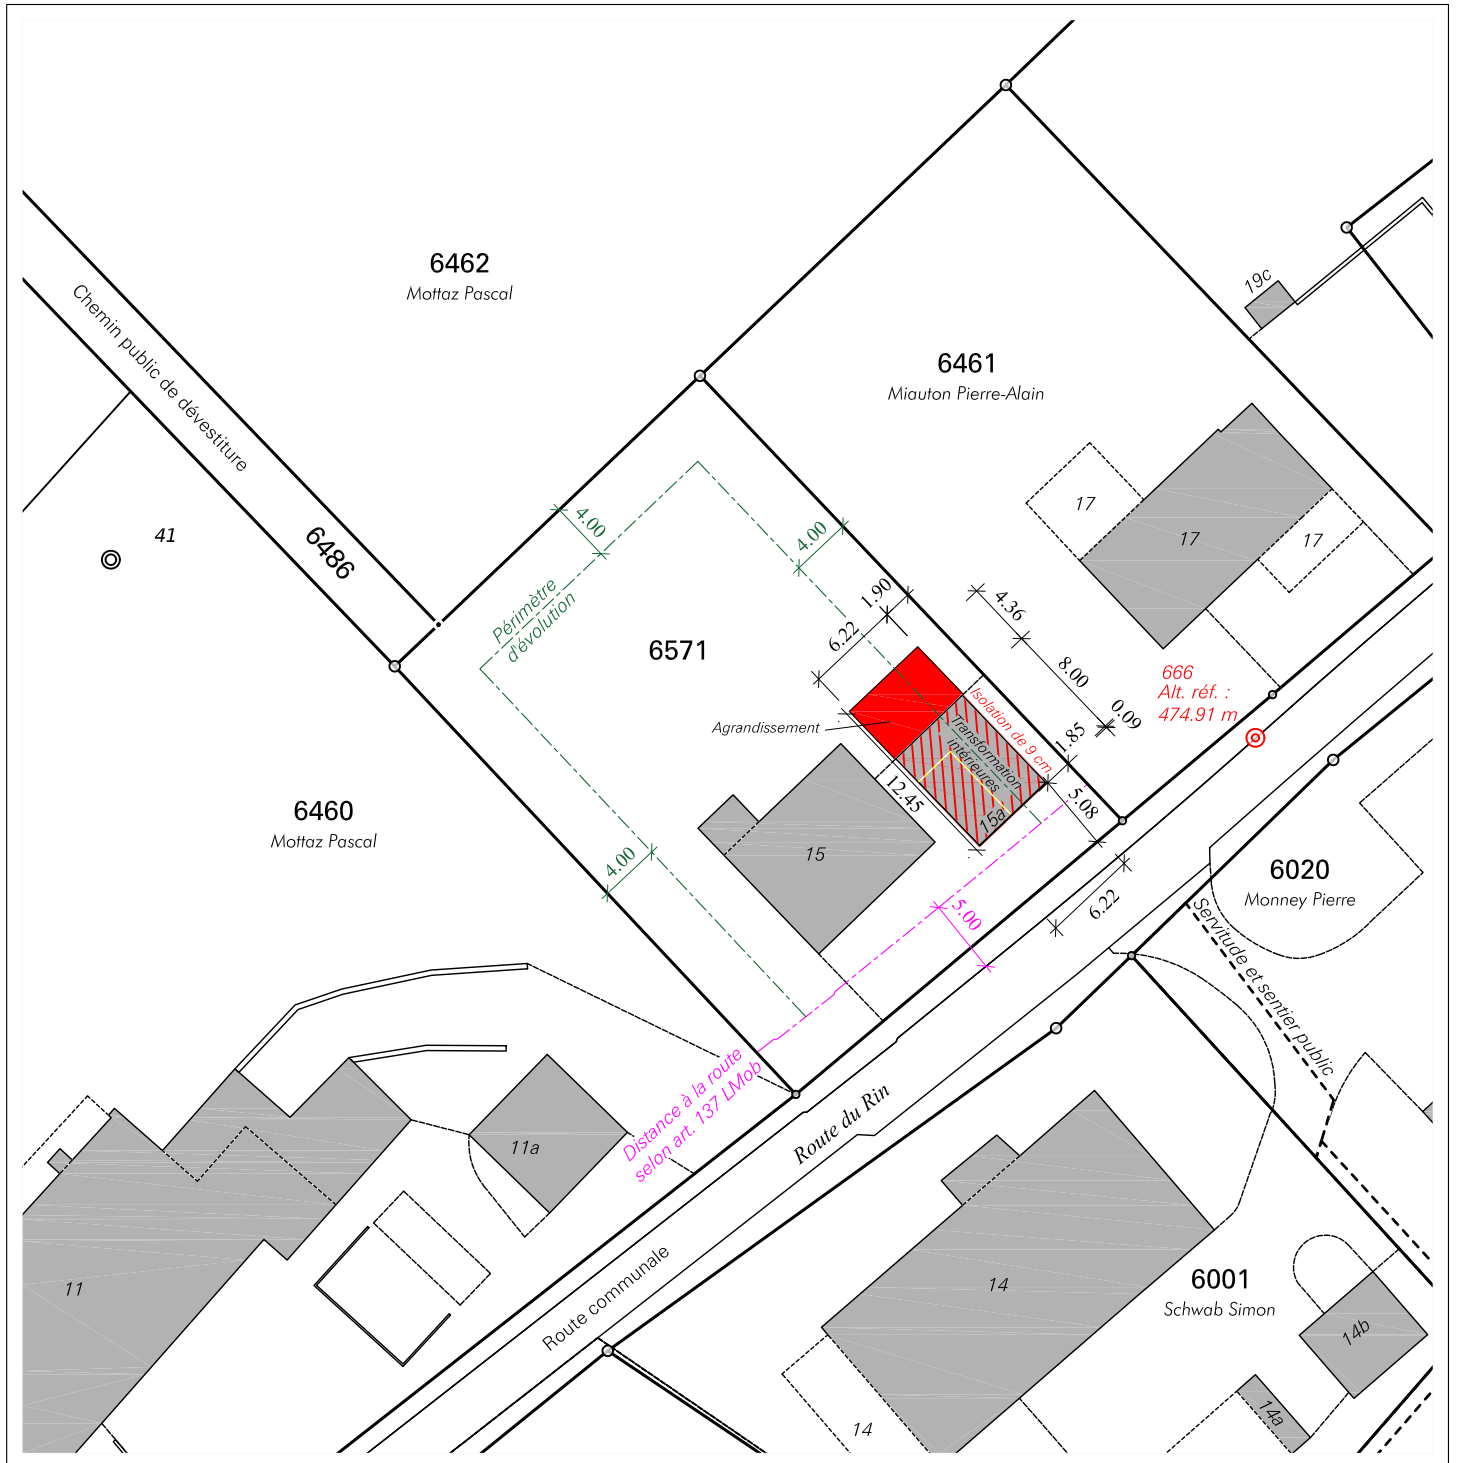 6462
Mottaz Pascal
Chemin public de dévestiture
19c
6461
Miauton Pierre-Alain
17
17
17
41
6486
4.00
4.00
Périmètre
d'évolution
1.90
6.22
4.36
8.00
0.09
1.85
5.08
6571
666
Alt. réf. :
474.91 m
Agrandissement
Isolation de 9 cm
Transformation
intérieures
15a
12.45
15
6460
Mottaz Pascal
4.00
5.00
6.22
6020
Monney Pierre
Servitude et sentier public
Distance à la route
selon art. 137 LMob
Route du Rin
11a
11
Route communale
14
14
6001
Schwab Simon
14b
14a